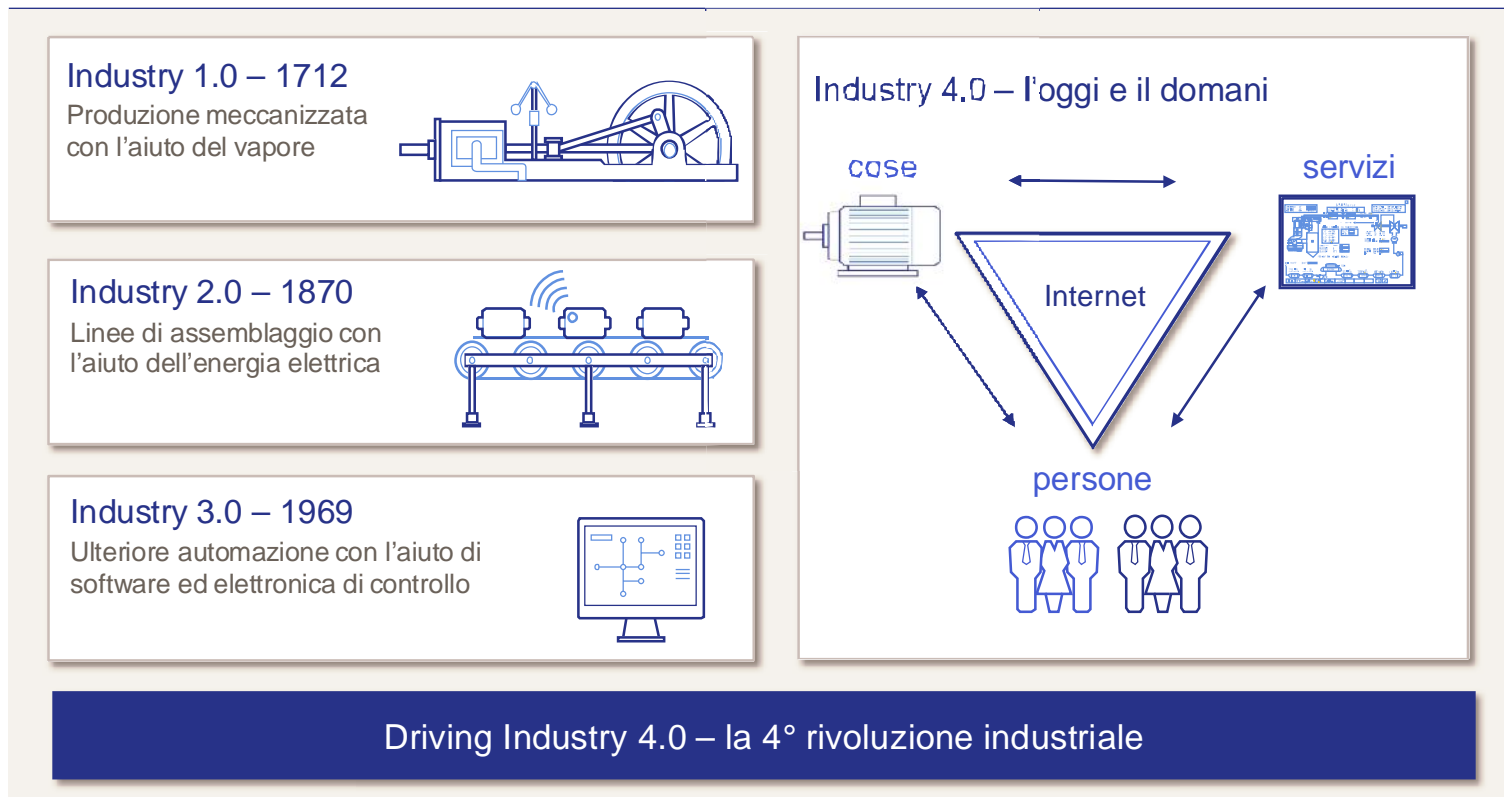 Industry 1.0 – 1712
Produzione meccanizzata
con l'aiuto del vapore
Industry 2.0 – 1870
Linee di assemblaggio con
l'aiuto dell'energia elettrica
Industry 3.0 – 1969
Ulteriore automazione con l'aiuto di
software ed elettronica di controllo
Industry 4.0 – l'oggi e il domani
cose
servizi
Internet
persone
Driving Industry 4.0 – la 4° rivoluzione industriale